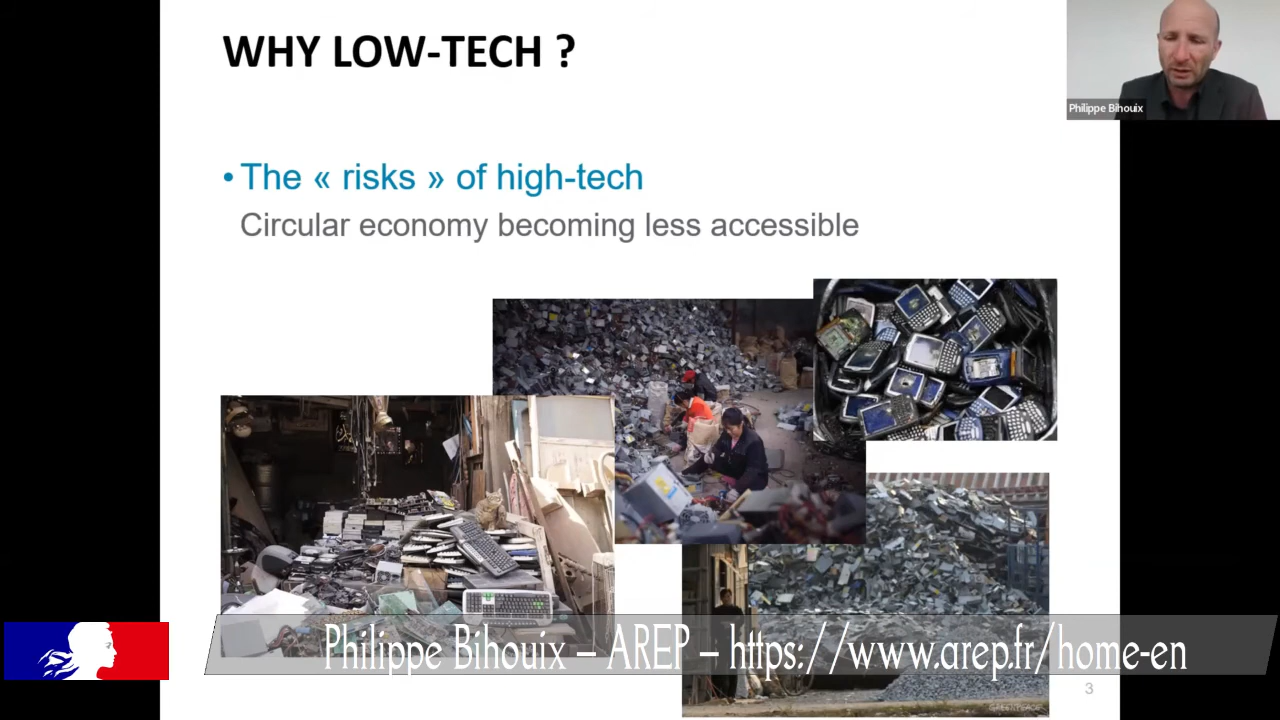 WHY LOW-TECH ?
Philippe Bihouix
• The « risks » of high-tech
Circular economy becoming less accessible
Philippe Bihouix – AREP – https://www.arep.fr/home-en
3
GREENPEACE